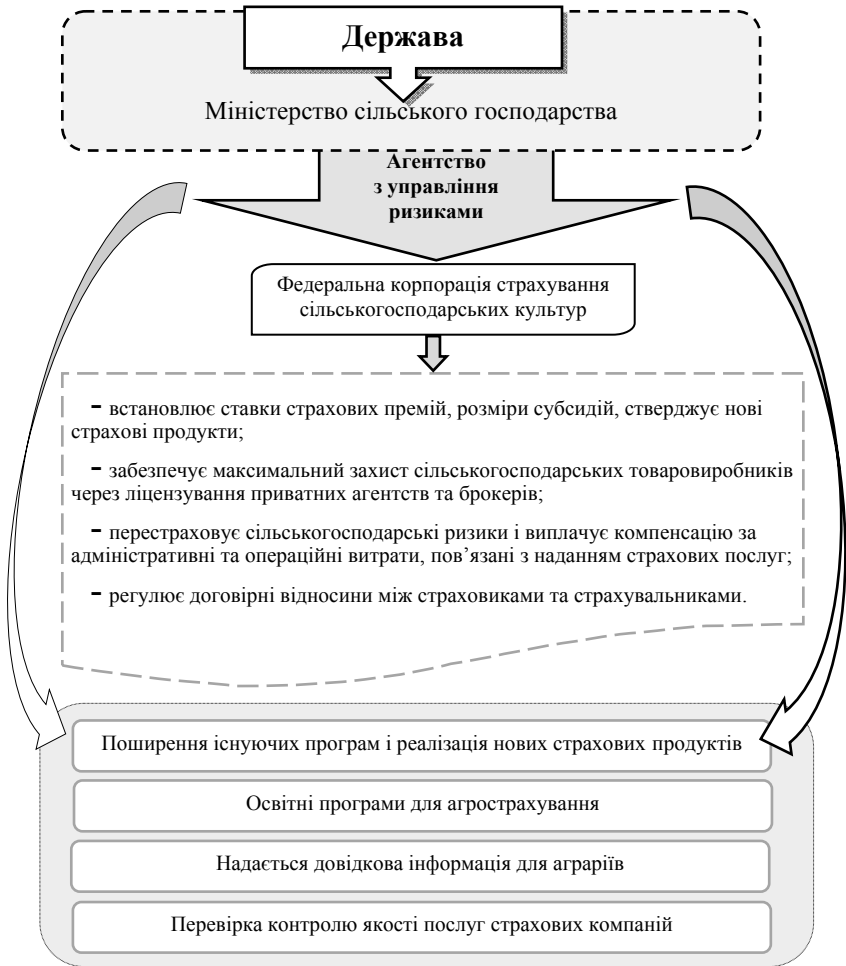 Держава
Міністерство сільського господарства
Агентство
з управління
ризиками
Федеральна корпорація страхування
сільськогосподарських культур
- встановлює ставки страхових премій, розміри субсидій, стверджує нові
страхові продукти;
- забезпечує максимальний захист сільськогосподарських товаровиробників
через ліцензування приватних агентств та брокерів;
- перестраховує сільськогосподарські ризики і виплачує компенсацію за
адміністративні та операційні витрати, пов’язані з наданням страхових послуг;
- регулює договірні відносини між страховиками та страхувальниками.
Поширення існуючих програм і реалізація нових страхових продуктів
Освітні програми для агрострахування
Надається довідкова інформація для аграріїв
Перевірка контролю якості послуг страхових компаній